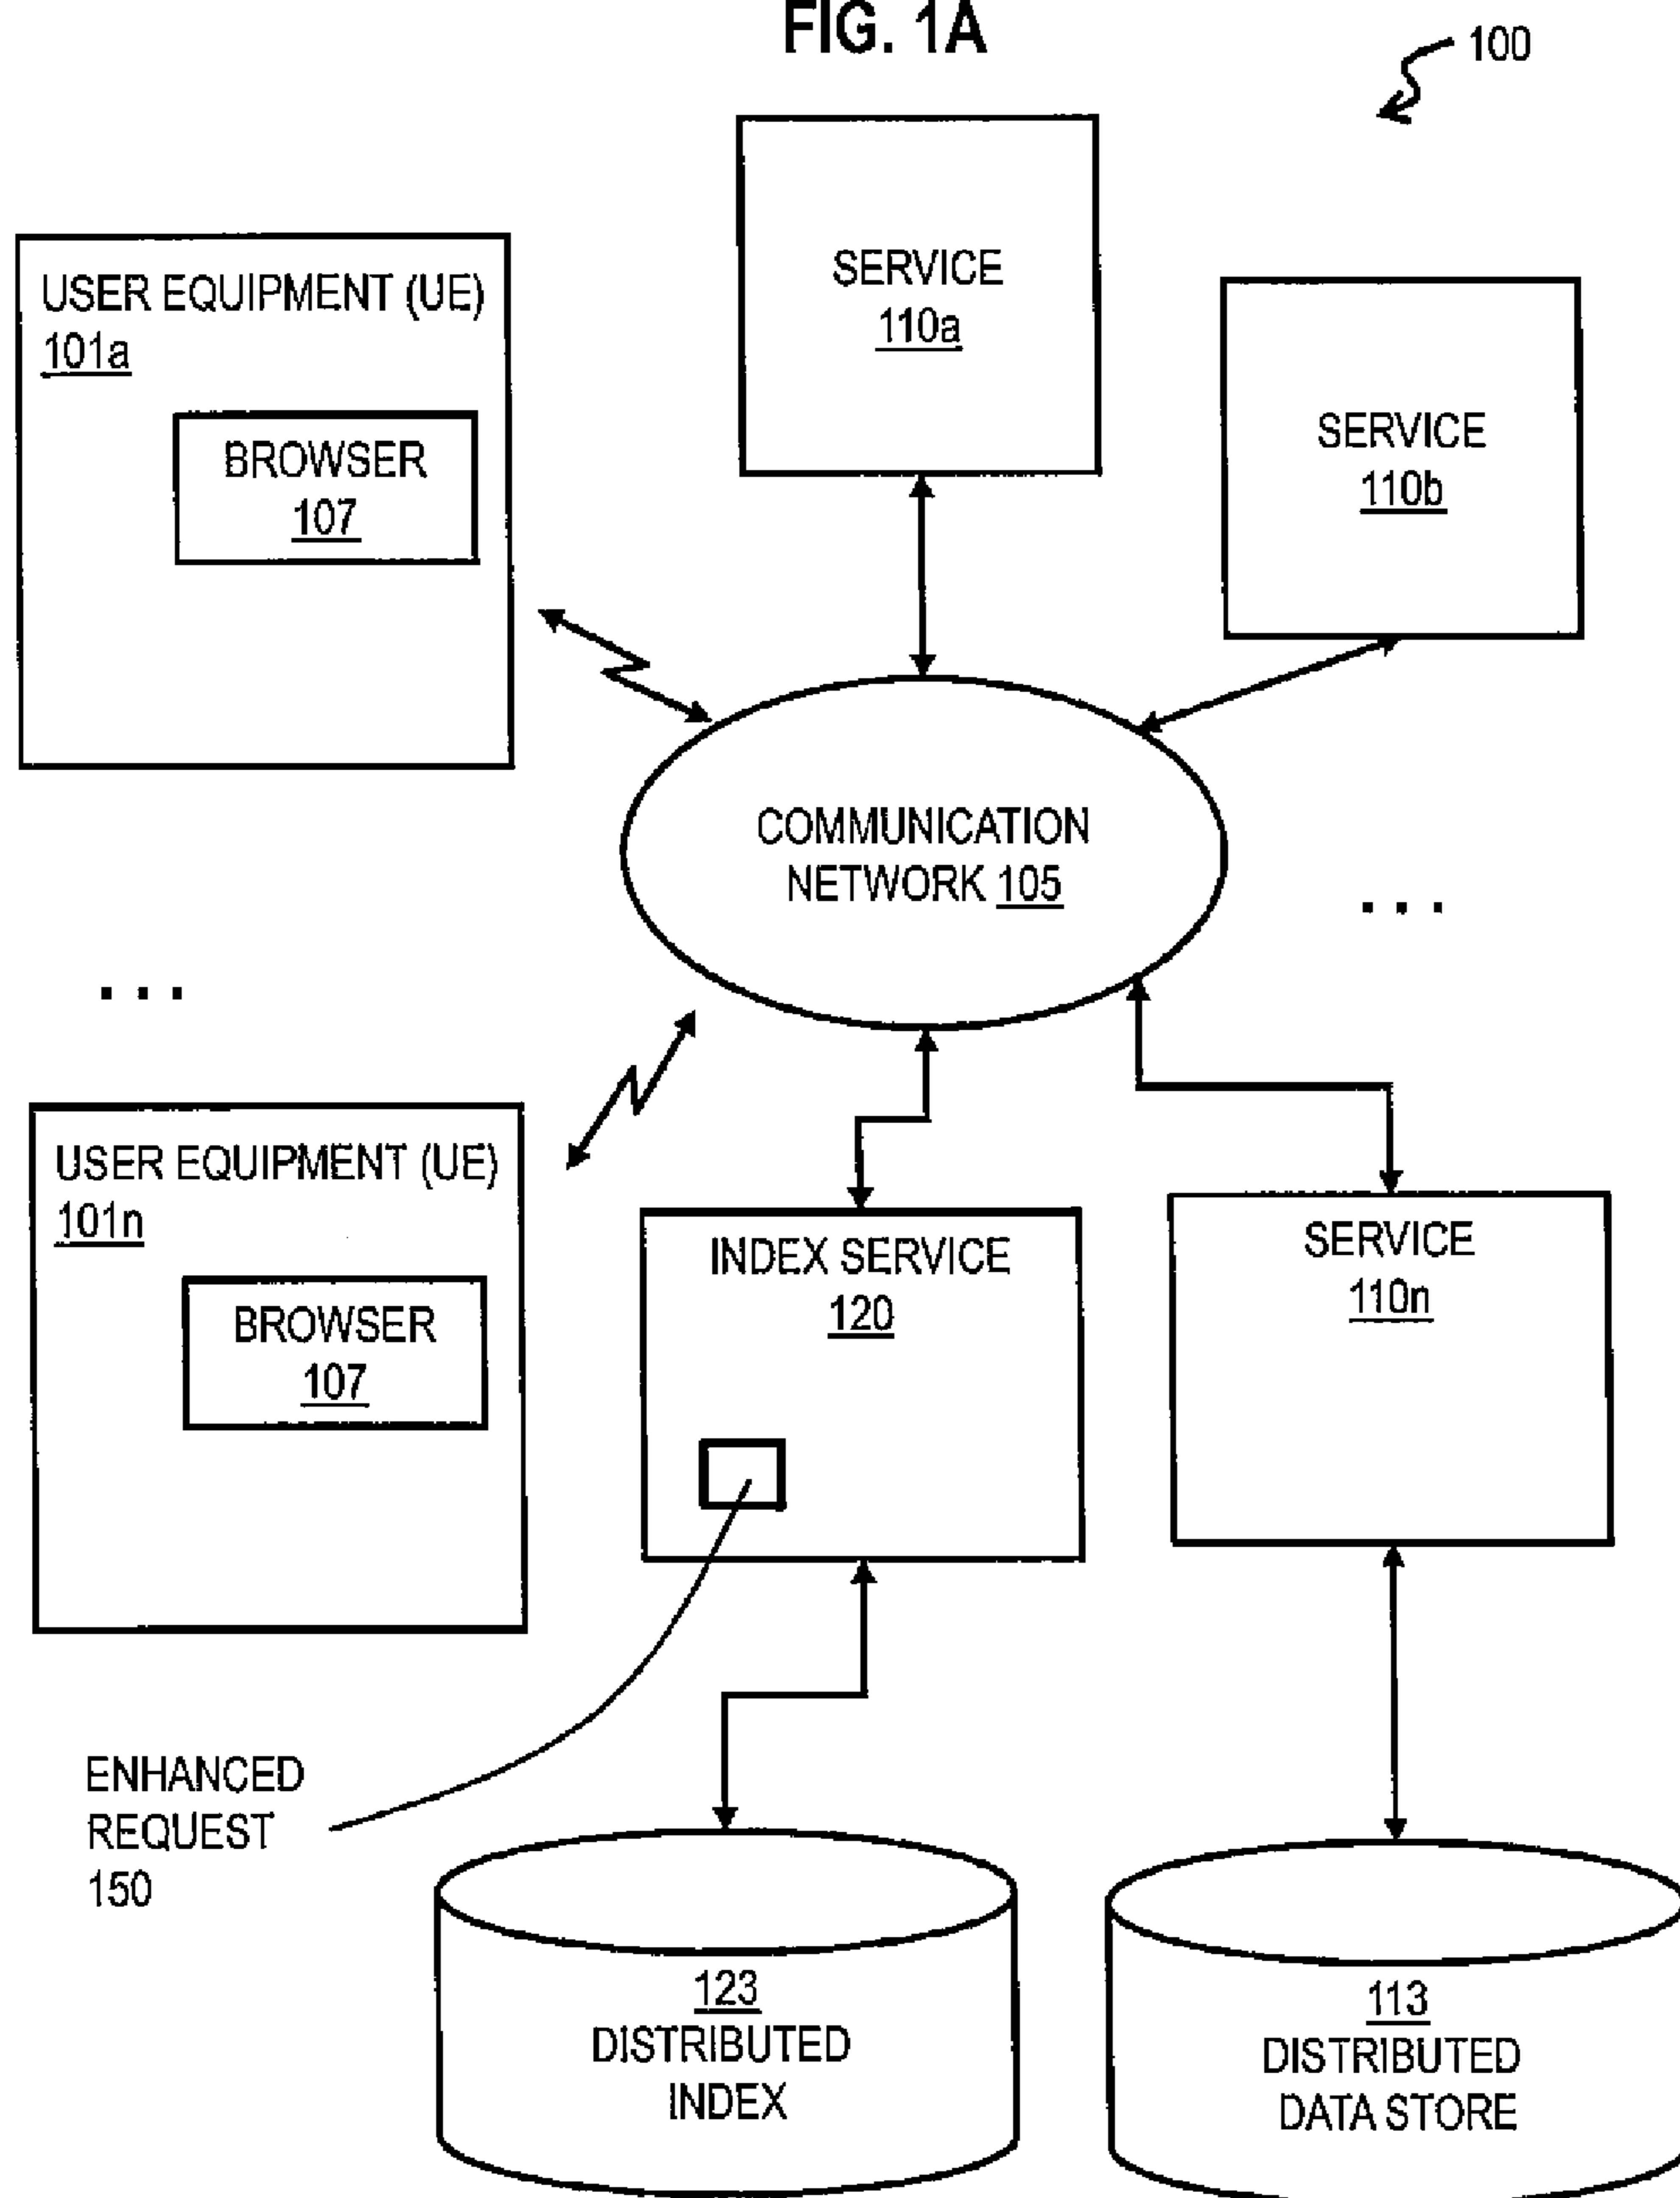 FIG. 1A
100
SERVICE
110a
USER EQUIPMENT (UE)
101a
BROWSER
107
SERVICE
110b
COMMUNICATION
NETWORK 105
. . .
. . .
USER EQUIPMENT (UE)
101n
BROWSER
107
INDEX SERVICE
120
SERVICE
110n
ENHANCED
REQUEST
150
123
DISTRIBUTED
INDEX
113
DISTRIBUTED
DATA STORE